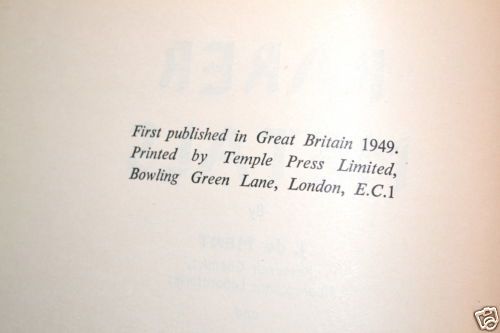 First published in Great Britain 1949.
Printed by Temple Press Limited,
Bowling Green Lane, London, E.C.1